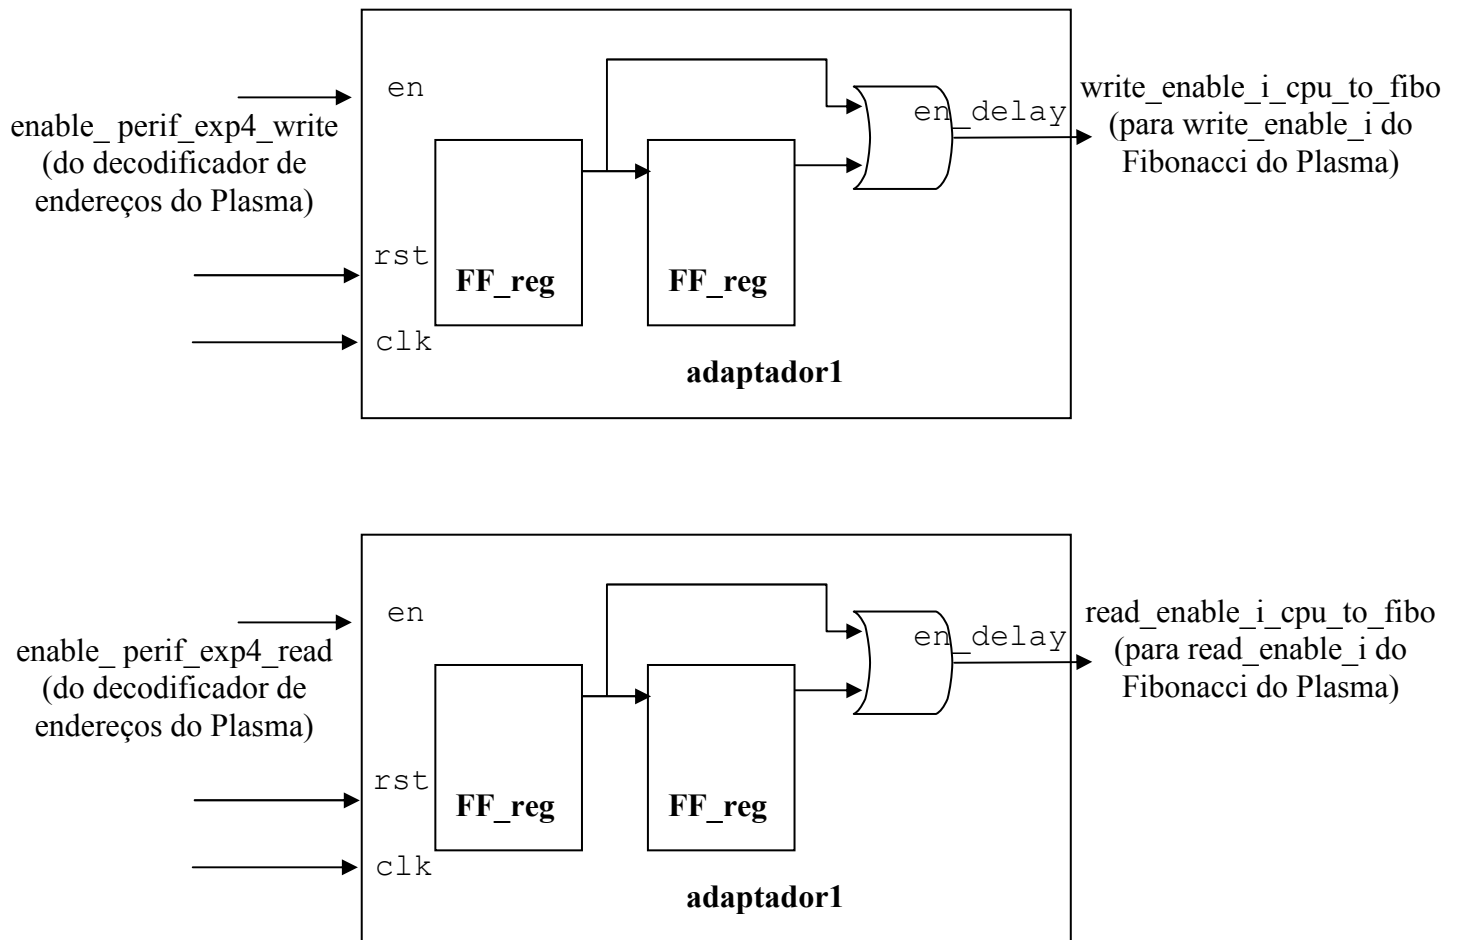 en
enable_ perif_exp4_write
(do decodificador de
endereços do Plasma)
rst
clk
FF_reg
FF_reg
en_delay
adaptador1
write_enable_i_cpu_to_fibo
(para write_enable_i do
Fibonacci do Plasma)
en
enable_ perif_exp4_read
(do decodificador de
endereços do Plasma)
rst
clk
FF_reg
FF_reg
en_delay
adaptador1
read_enable_i_cpu_to_fibo
(para read_enable_i do
Fibonacci do Plasma)